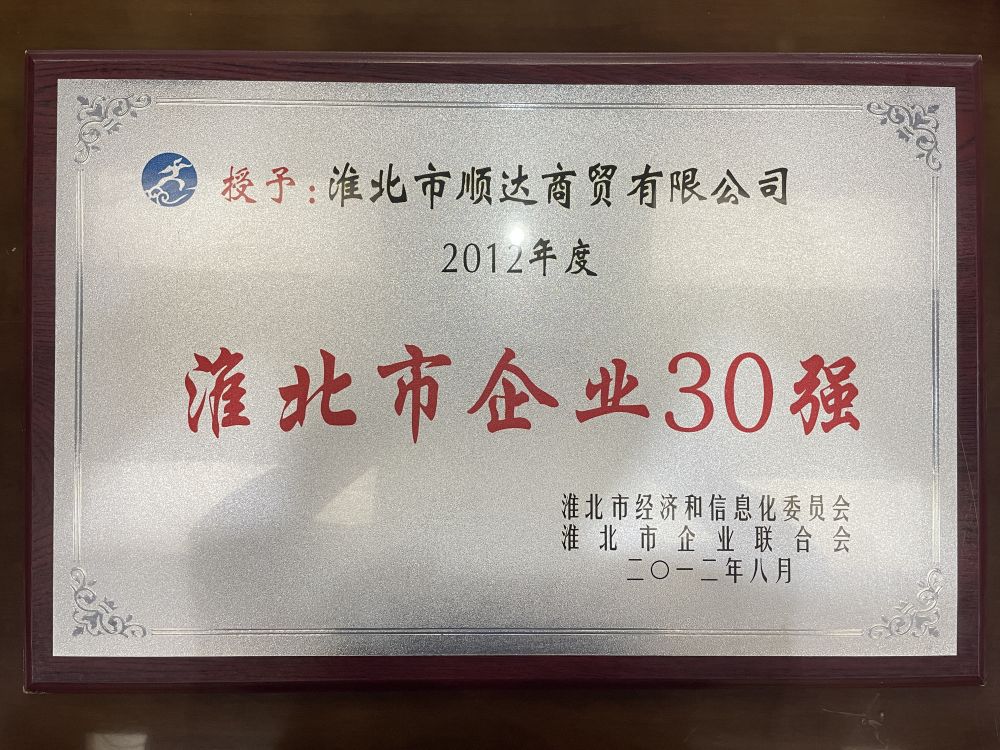 授予:淮北市顺达商贸有限公司
2012年度
淮北市企业30强
淮北市经济和信息化委员会
淮北市企业联合会
二〇一二年八月